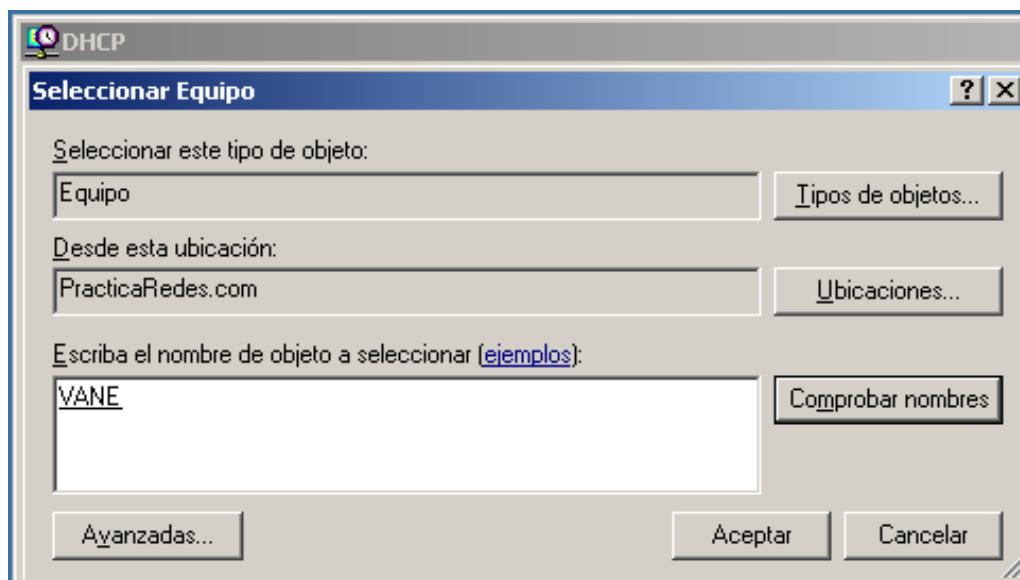 DHCP
Seleccionar Equipo
Seleccionar este tipo de objeto:
Equipo
Tipos de objetos...
Desde esta ubicación:
PracticaRedes.com
Ubicaciones...
Escriba el nombre de objeto a seleccionar (ejemplos):
VANE
Comprobar nombres
Avanzadas...
Aceptar
Cancelar